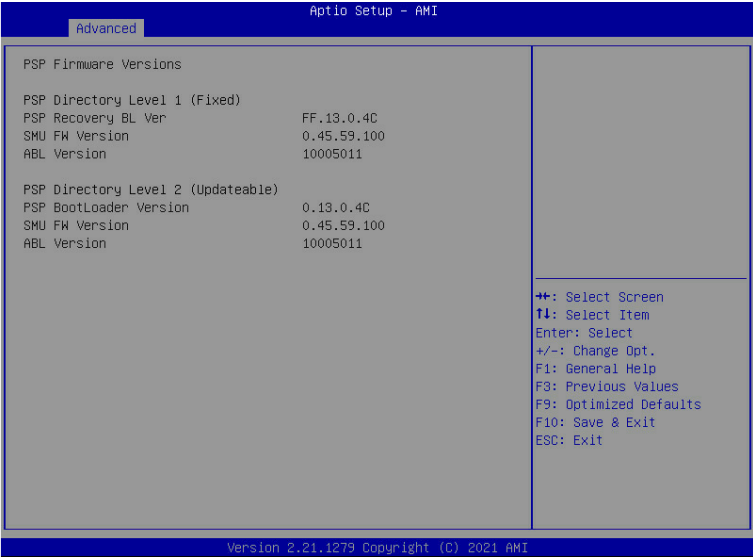 Aptio Setup – AMI
Advanced
PSP Firmware Versions
PSP Directory Level 1 (Fixed)
PSP Recovery BL Ver FF.13.0.4C
SMU FW Version 0.45.59.100
ABL Version 10005011
PSP Directory Level 2 (Updateable)
PSP BootLoader Version 0.13.0.4C
SMU FW Version 0.45.59.100
ABL Version 10005011
→←: Select Screen
↑↓: Select Item
Enter: Select
+/-: Change Opt.
F1: General Help
F3: Previous Values
F9: Optimized Defaults
F10: Save & Exit
ESC: Exit
Version 2.21.1279 Copyright (C) 2021 AMI